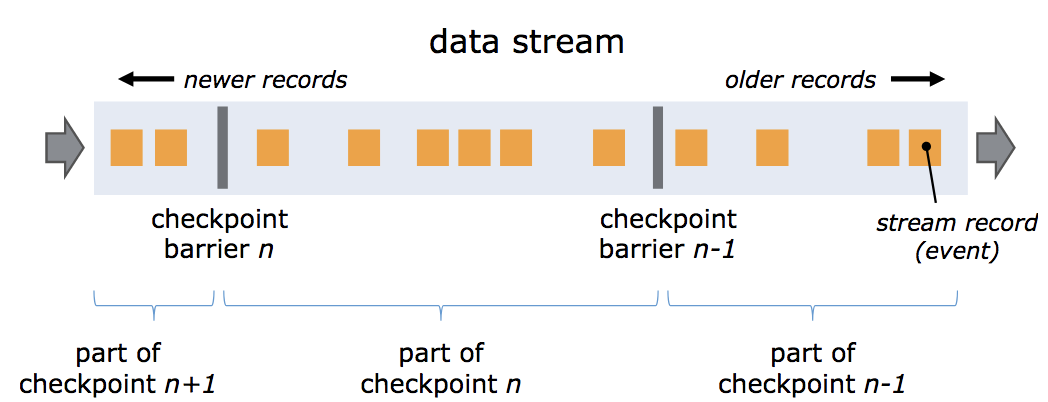 data stream
newer records
older records
checkpoint
barrier n
checkpoint
barrier n-1
stream record
(event)
part of
checkpoint n+1
part of
checkpoint n
part of
checkpoint n-1